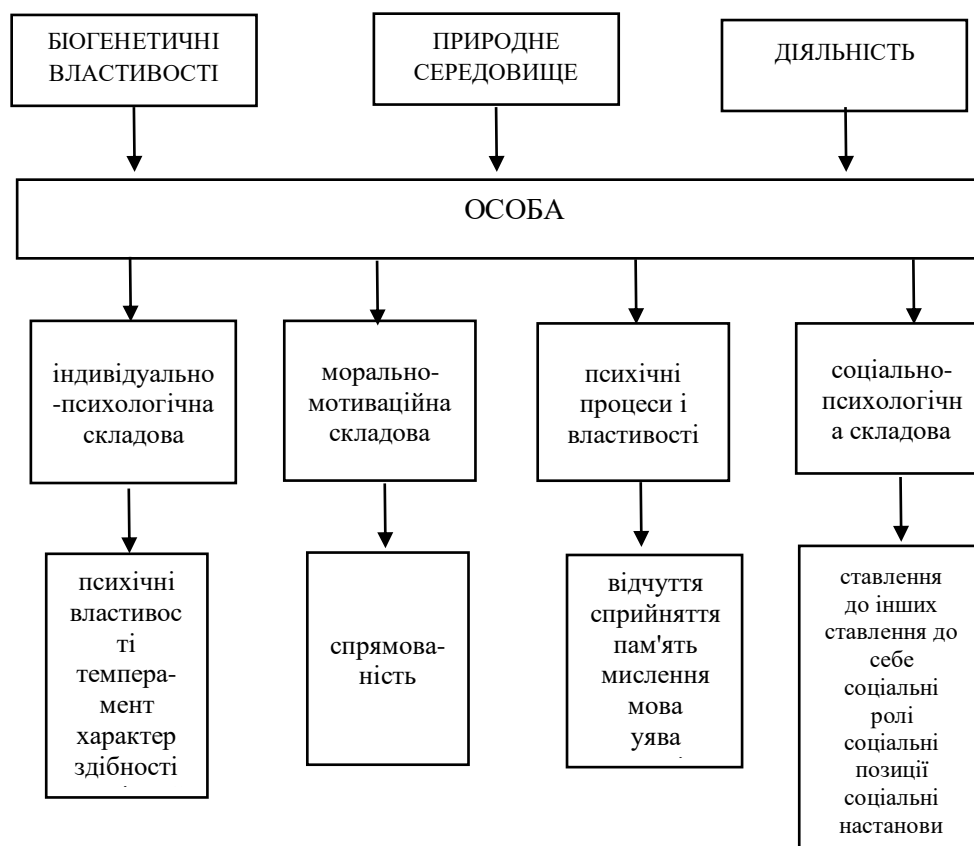 БІОГЕНЕТИЧНІ
ВЛАСТИВОСТІ
ПРИРОДНЕ
СЕРЕДОВИЩЕ
ДІЯЛЬНІСТЬ
ОСОБА
індивідуально
-психологічна
складова
морально-
мотиваційна
складова
психічні
процеси і
властивості
соціально-
психологічн
а складова
психічні
властивос
ті
темпера-
мент
характер
здібності
спрямова-
ність
відчуття
сприйняття
пам'ять
мислення
мова
уява
ставлення
до інших
ставлення до
себе
соціальні
ролі
соціальні
позиції
соціальні
настанови